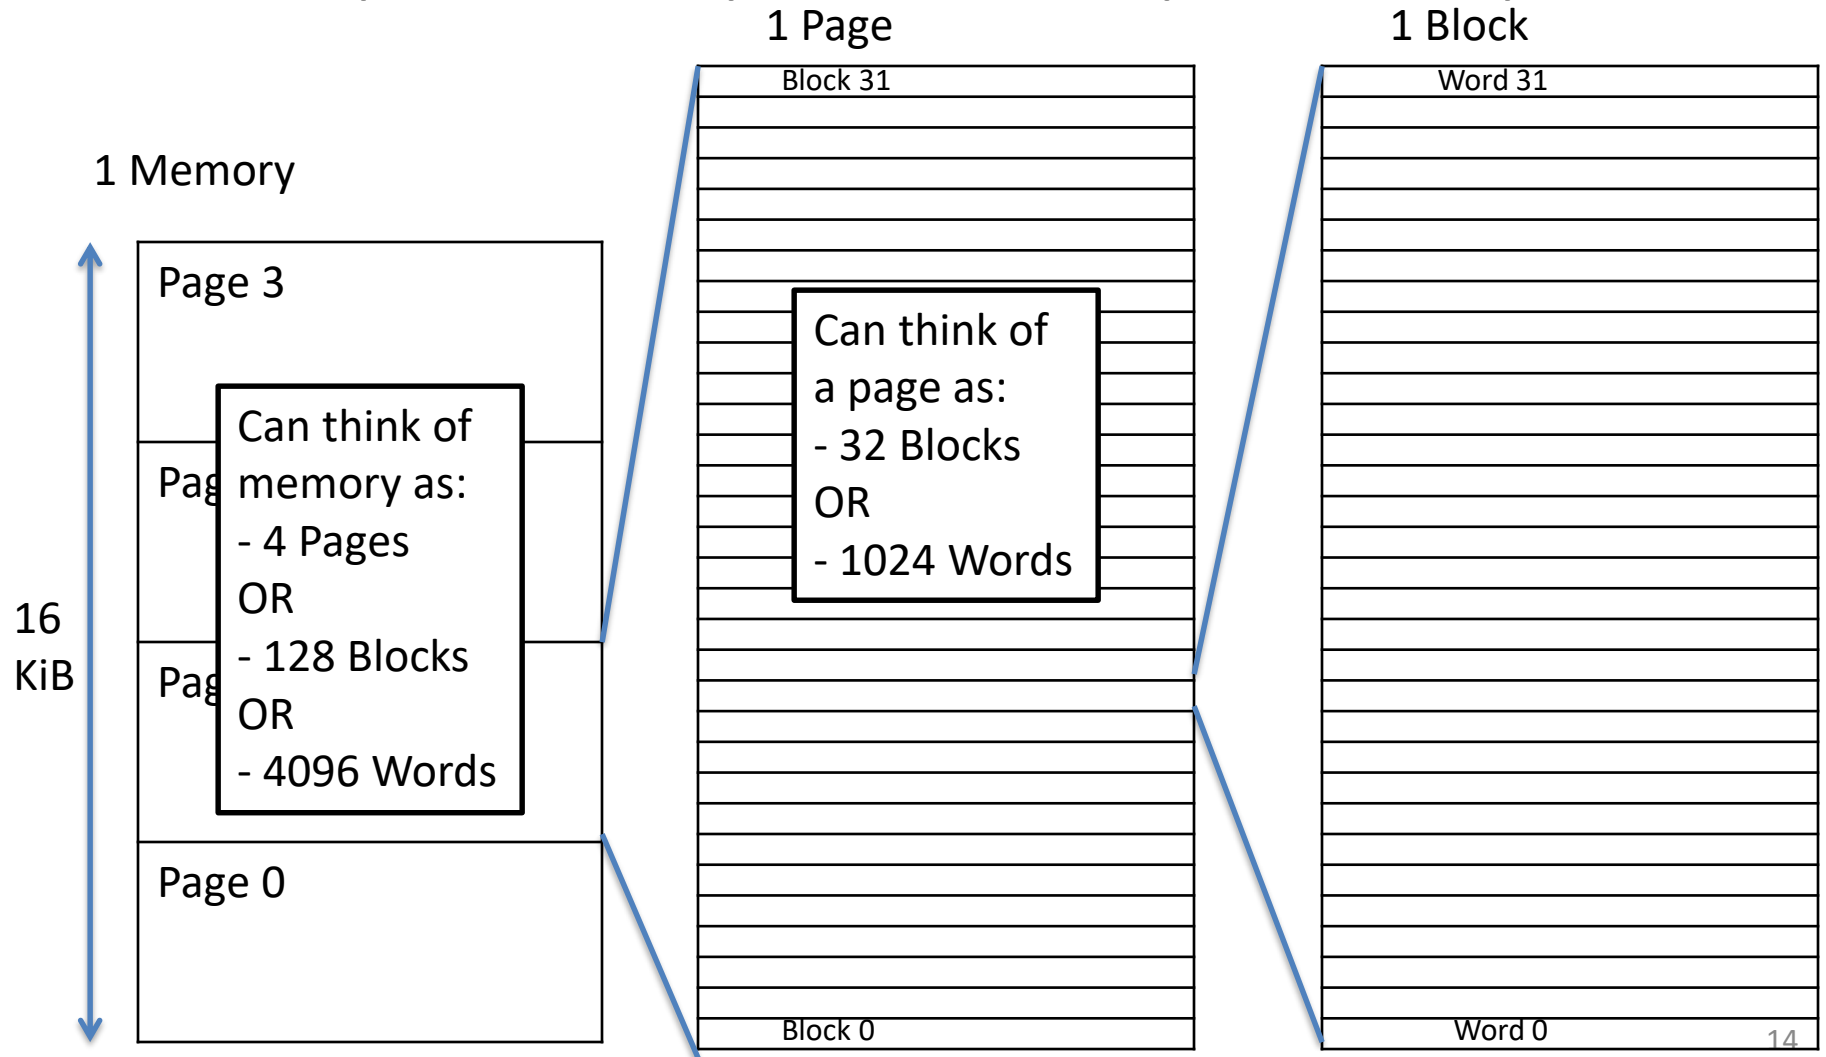 1 Memory
16
KiB
Page 3
Pag
Pag
Page 0
Can think of
memory as:
- 4 Pages
OR
- 128 Blocks
OR
- 4096 Words
1 Page
Block 31
Can think of
a page as:
- 32 Blocks
OR
- 1024 Words
Block 0
1 Block
Word 31
Word 0
14